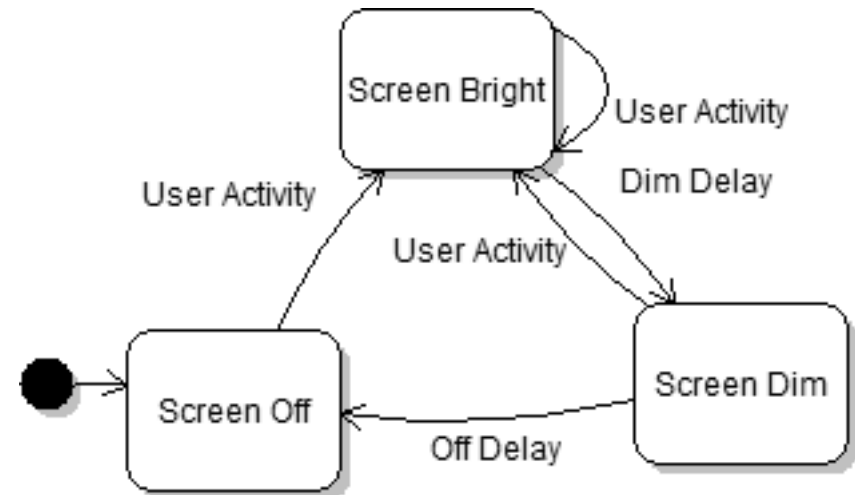 Screen Bright
User Activity
Dim Delay
User Activity
User Activity
Screen Dim
Screen Off
Off Delay